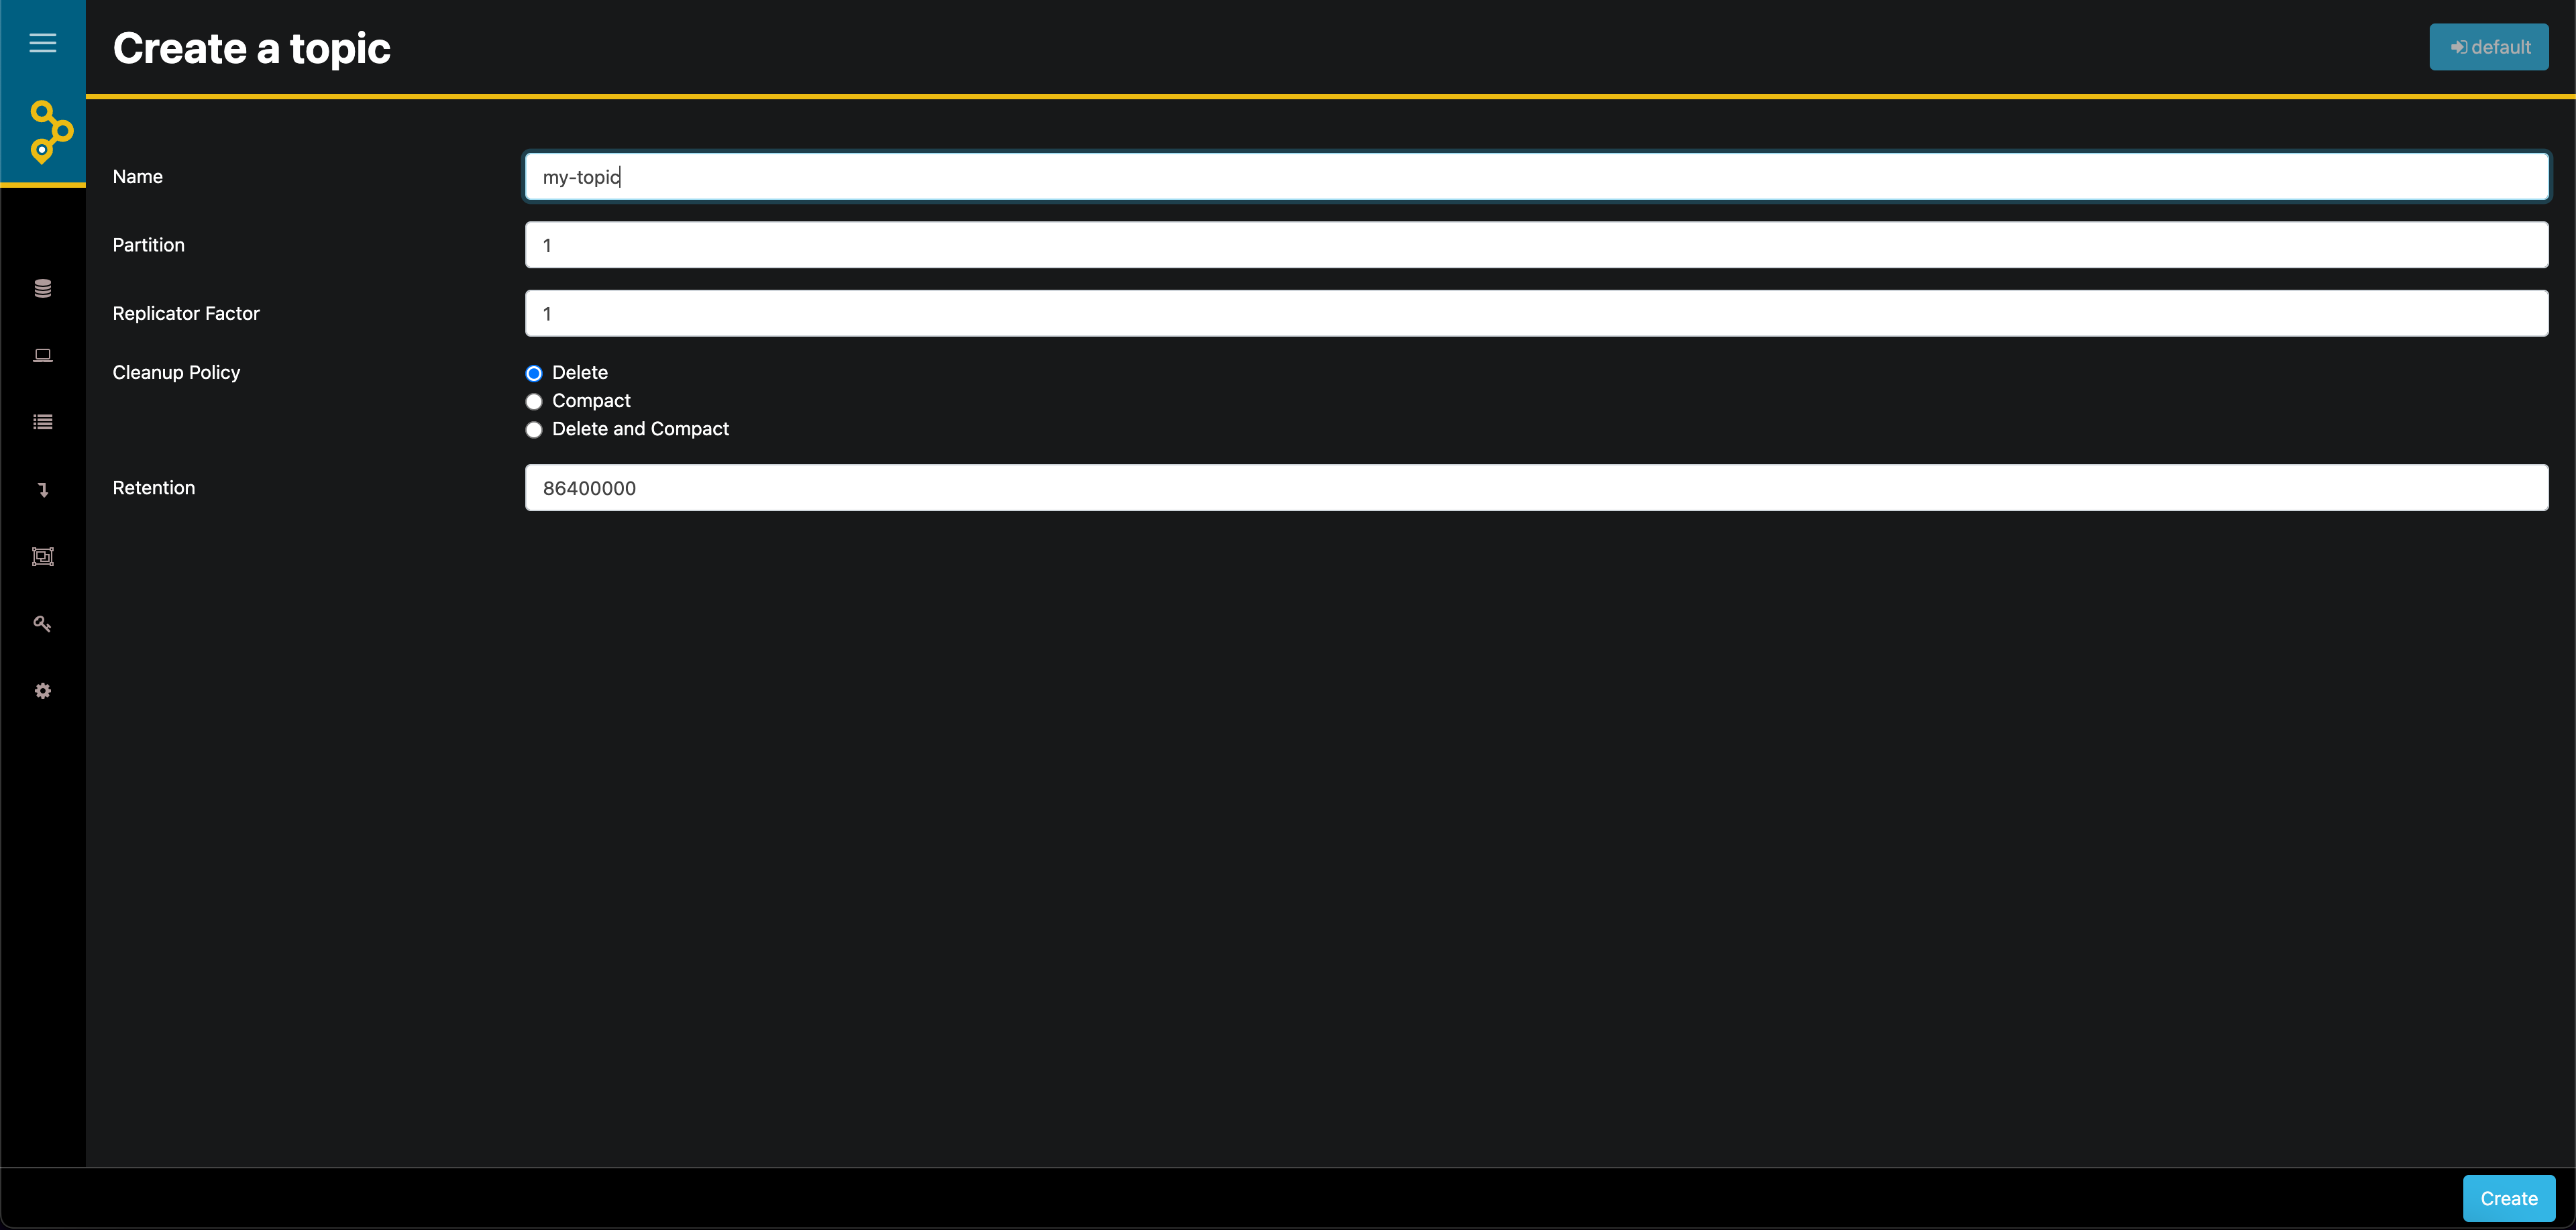 Create a topic
default
Name
my-topic
Partition
1
Replicator Factor
1
Cleanup Policy
Delete
Compact
Delete and Compact
Retention
86400000
Create